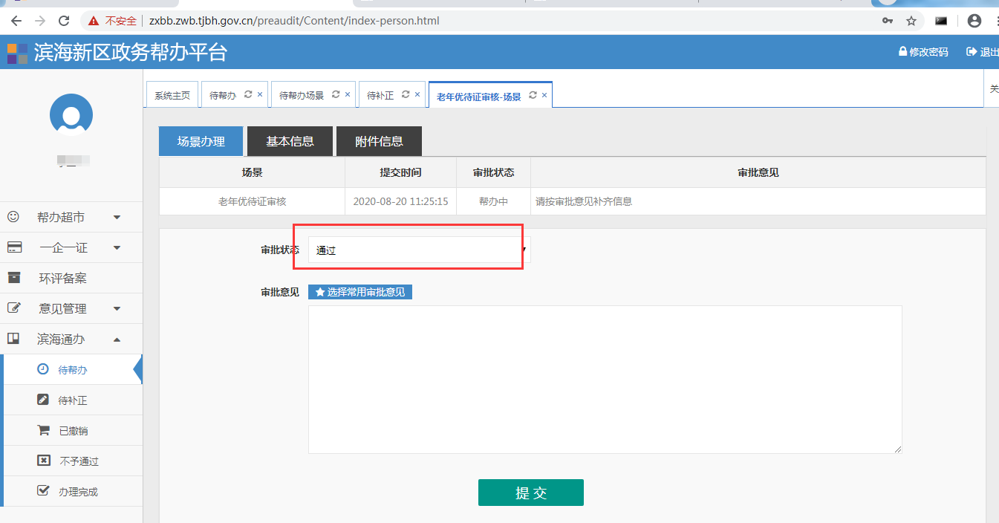 不安全 zxbb.zwb.tjbh.gov.cn/preaudit/Content/index-person.html
滨海新区政务帮办平台
修改密码 退出
系统主页 待帮办 待帮办场景 待补正 老年优待证审核-场景 关
场景办理 基本信息 附件信息
场景 提交时间 审批状态 审批意见
老年优待证审核 2020-08-20 11:25:15 帮办中 请按审批意见补齐信息
帮办超市
一企一证
环评备案
意见管理
滨海通办
待帮办
待补正
已撤销
不予通过
办理完成
审批状态 通过
审批意见 选择常用审批意见
提交